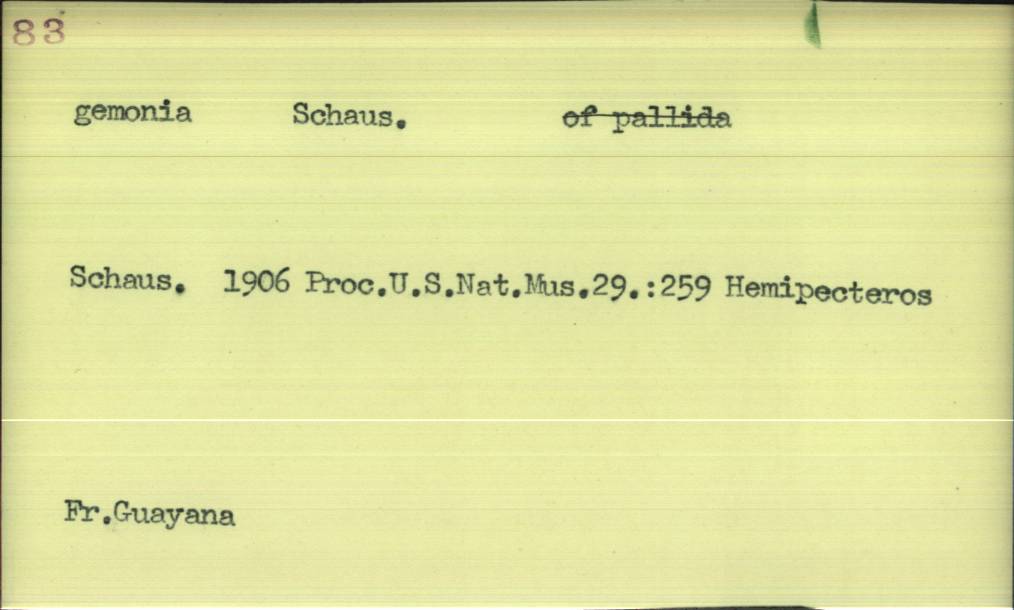 83
gemonia Schaus. of pallida
Schaus. 1906 Proc.U.S.Nat.Mus.29.:259 Hemipecteros
Fr.Guayana